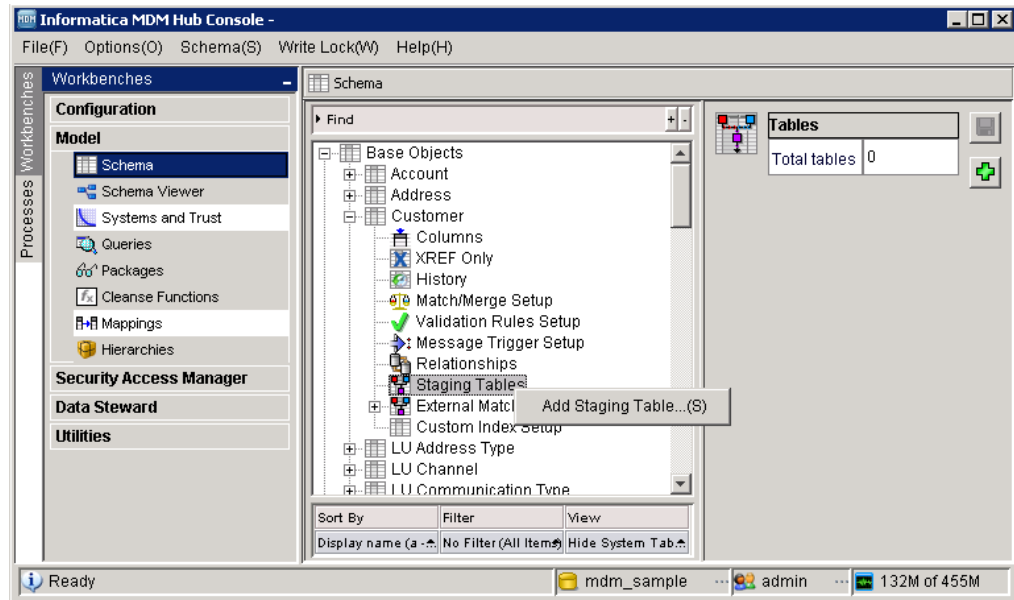 Informatica MDM Hub Console -
File(F) Options(O) Schema(S) Write Lock(W) Help(H)
Processes Workbenches
Workbenches
Configuration
Model
Schema
Schema Viewer
Systems and Trust
Queries
Packages
Cleanse Functions
Mappings
Hierarchies
Security Access Manager
Data Steward
Utilities
Schema
Find
+ -
Base Objects
Account
Address
Customer
Columns
XREF Only
History
Match/Merge Setup
Validation Rules Setup
Message Trigger Setup
Relationships
Staging Tables
External Matc
Add Staging Table...(S)
Custom Index Setup
LU Address Type
LU Channel
LU Communication Type
Sort By Filter View
Display name (a - No Filter (All Items) Hide System Tab
Tables
Total tables 0
Ready mdm_sample ... admin ... 132M of 455M